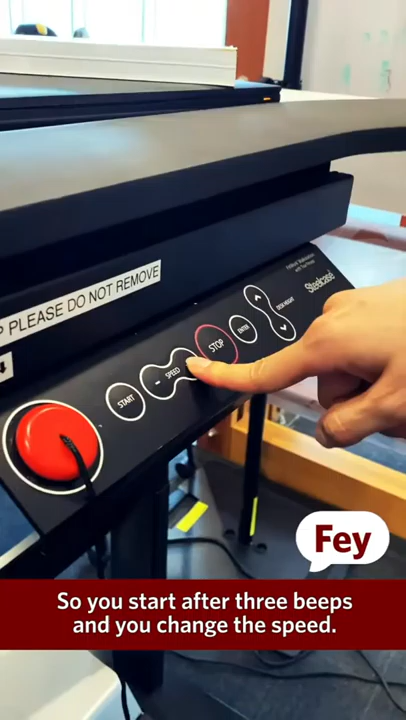 P PLEASE DO NOT REMOVE
Steelcase
START
- SPEED
STOP
ENTER
DESK HEIGHT
Fey
So you start after three beeps
and you change the speed.